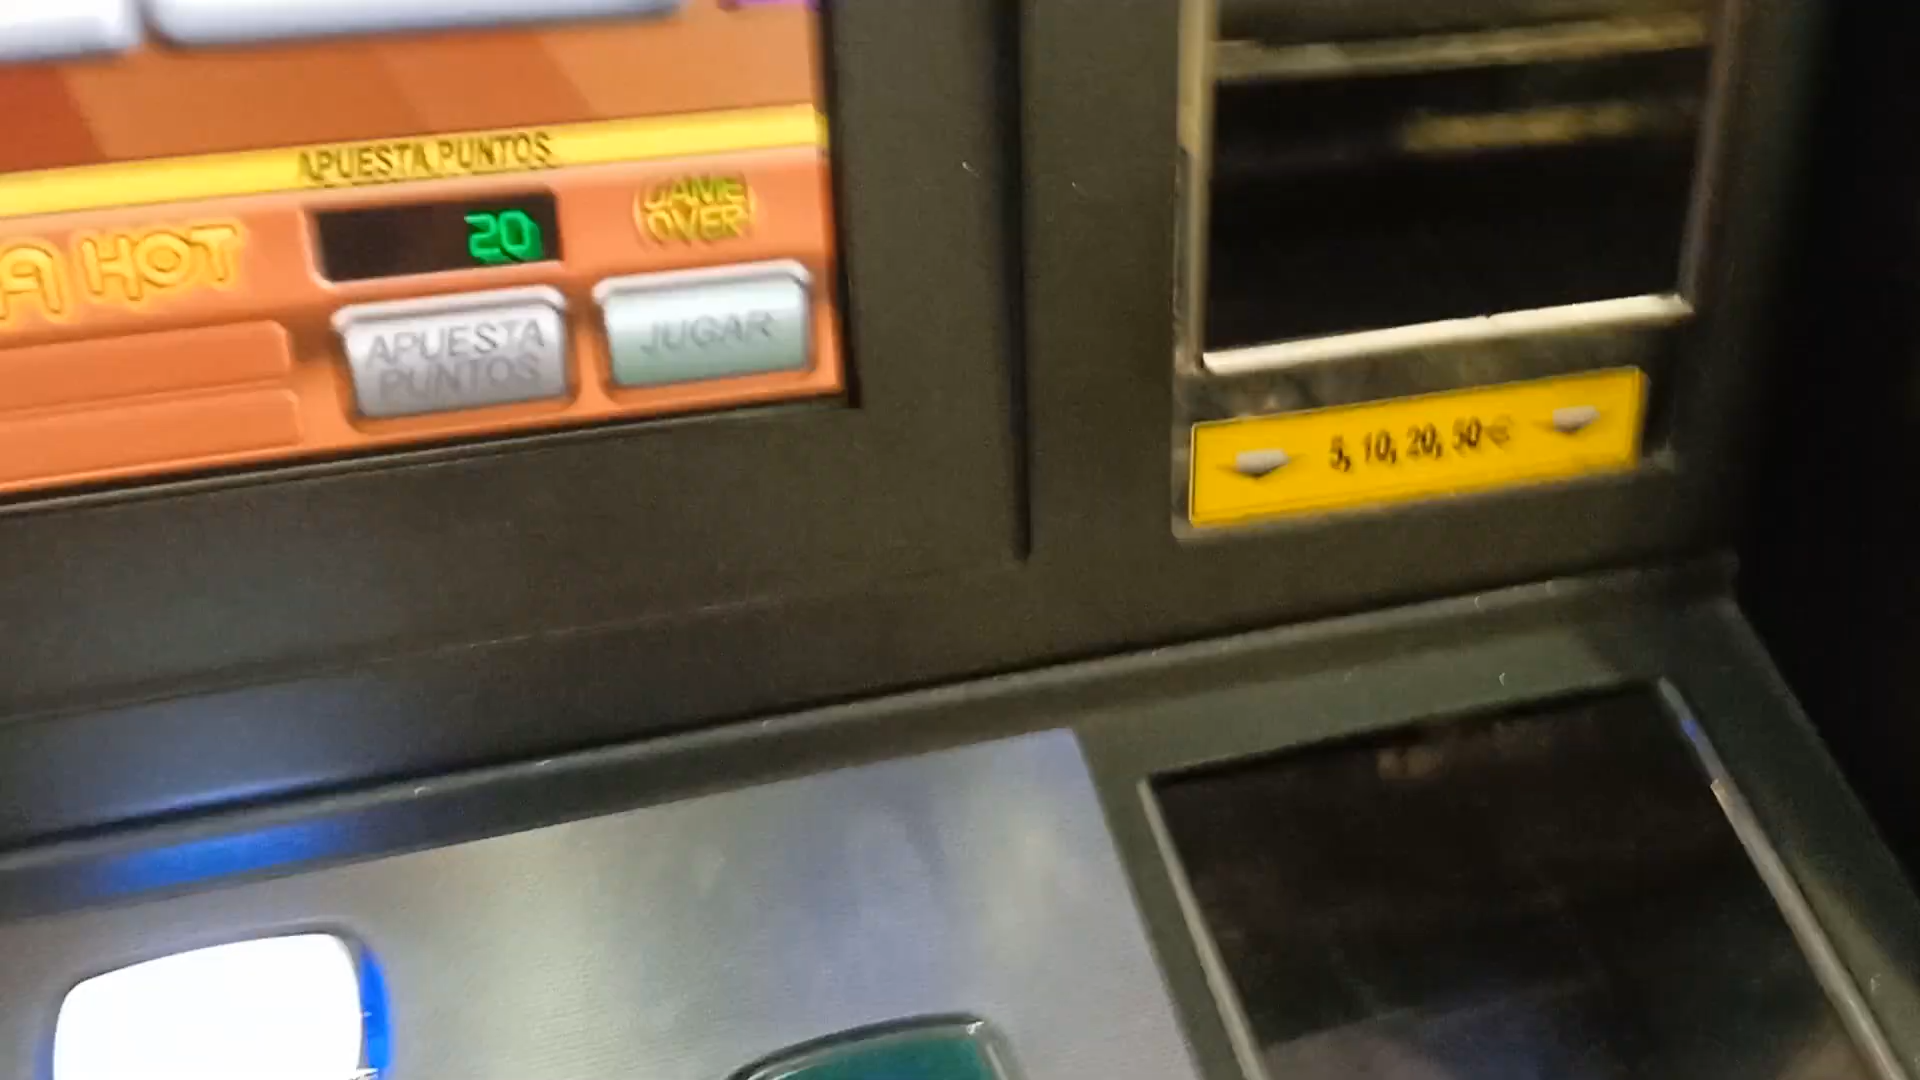 APUESTA PUNTOS
HOT
20
GAME
OVER
APUESTA
PUNTOS
JUGAR
5, 10, 20, 50 €